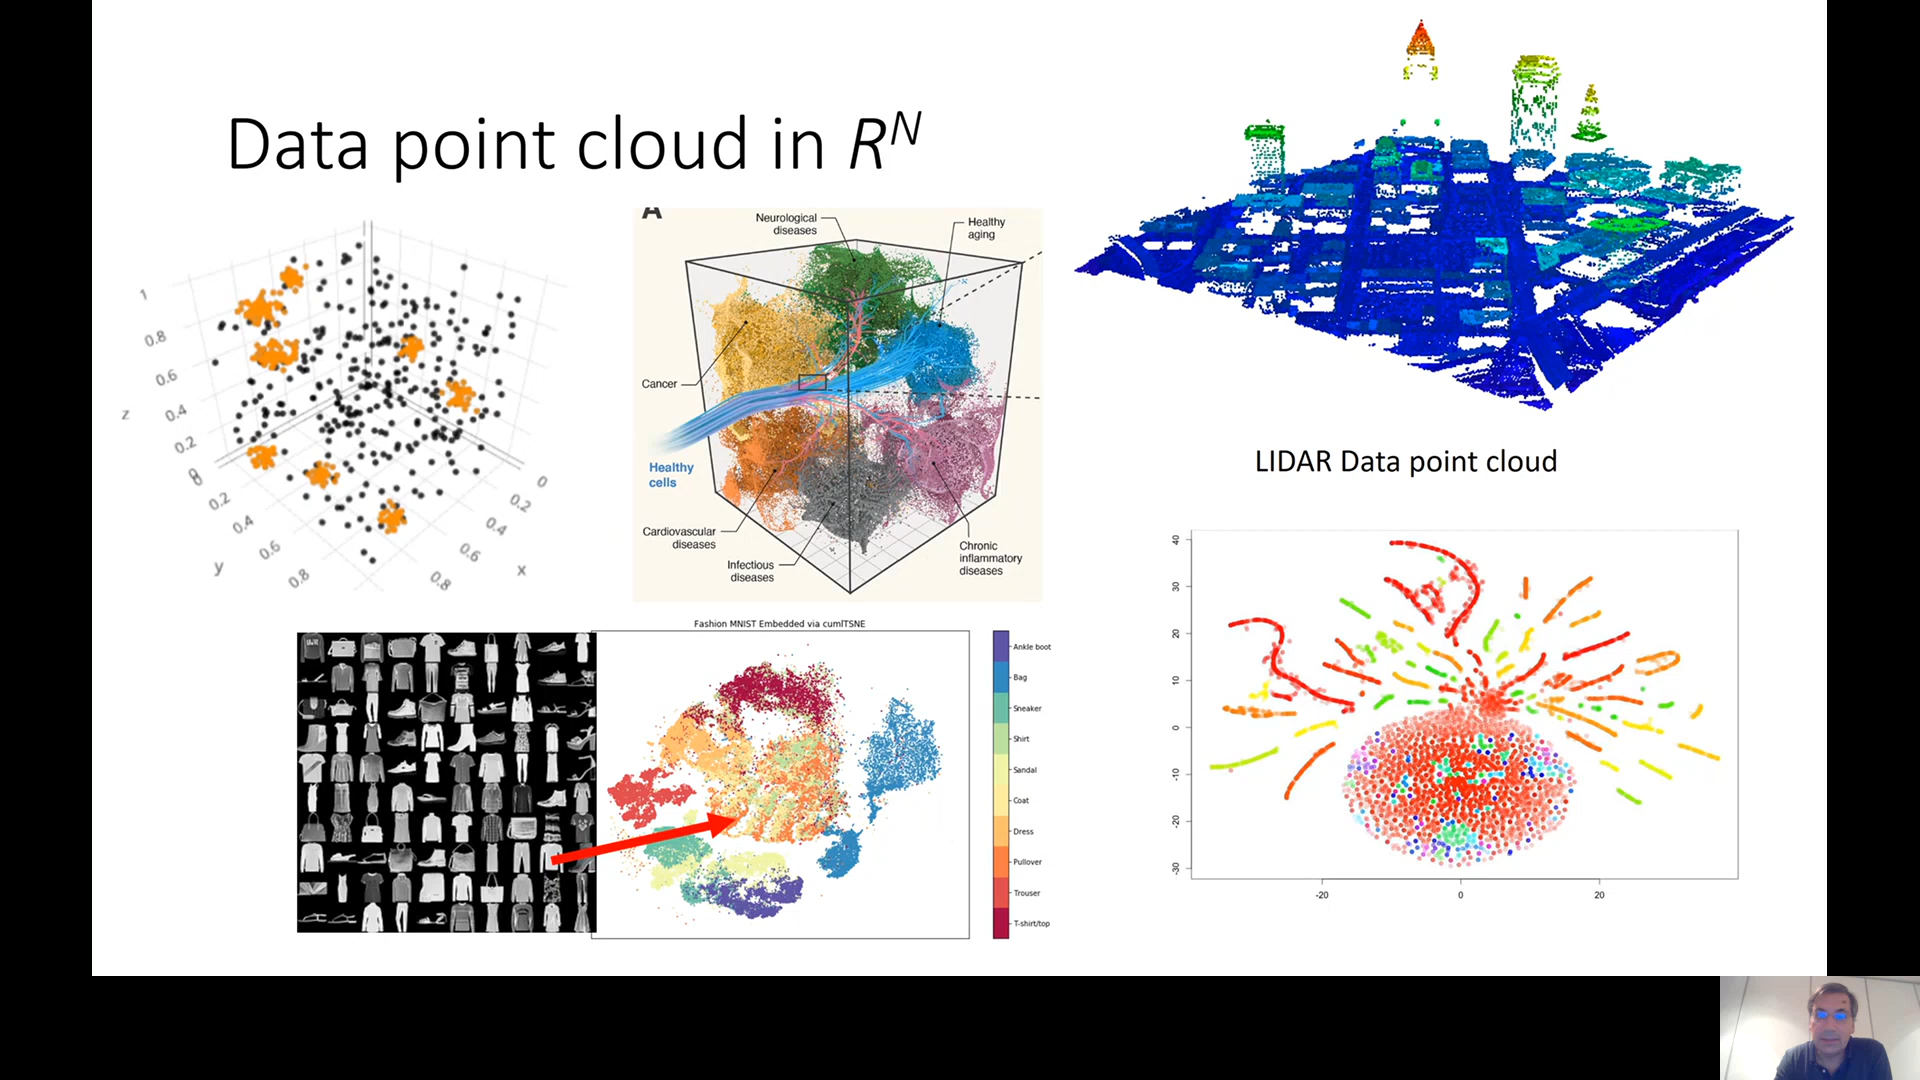 Data point cloud in R^N
1
0.8
0.6
0.4
0.2
0
z
0
0.2
0.4
0.6
0.8
y
0
0.2
0.4
0.6
0.8
x
A
Neurological
diseases
Healthy
aging
Cancer
Healthy
cells
Cardiovascular
diseases
Infectious
diseases
Chronic
inflammatory
diseases
LIDAR Data point cloud
Fashion MNIST Embedded via cumlTSNE
Ankle boot
Bag
Sneaker
Shirt
Sandal
Coat
Dress
Pullover
Trouser
T-shirt/top
40
30
20
10
0
-10
-20
-30
-20
0
20